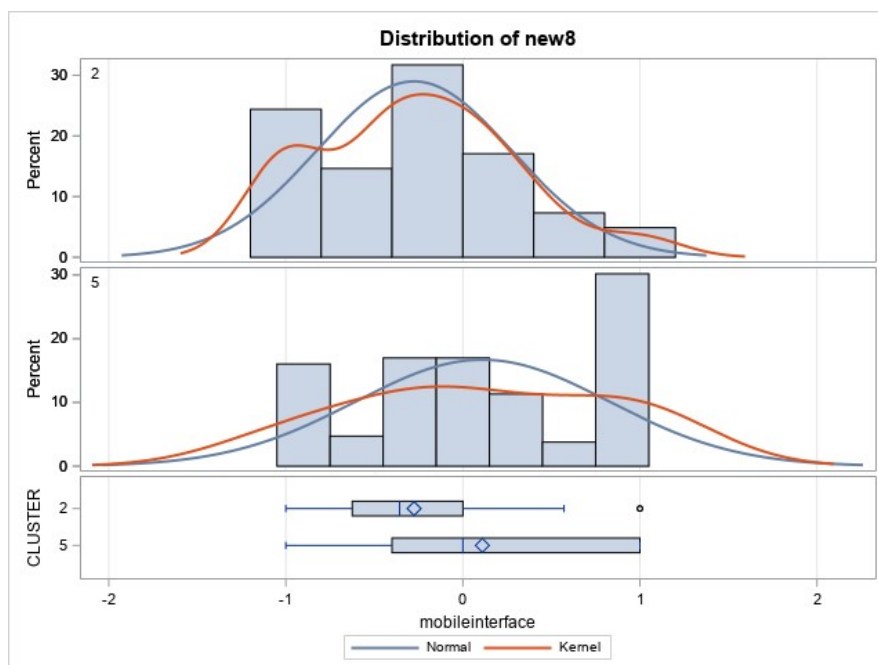 Distribution of new8
30
2
20
Percent
10
0
30
5
20
Percent
10
0
2
CLUSTER
5
-2 -1 0 1 2
mobileinterface
Normal Kernel